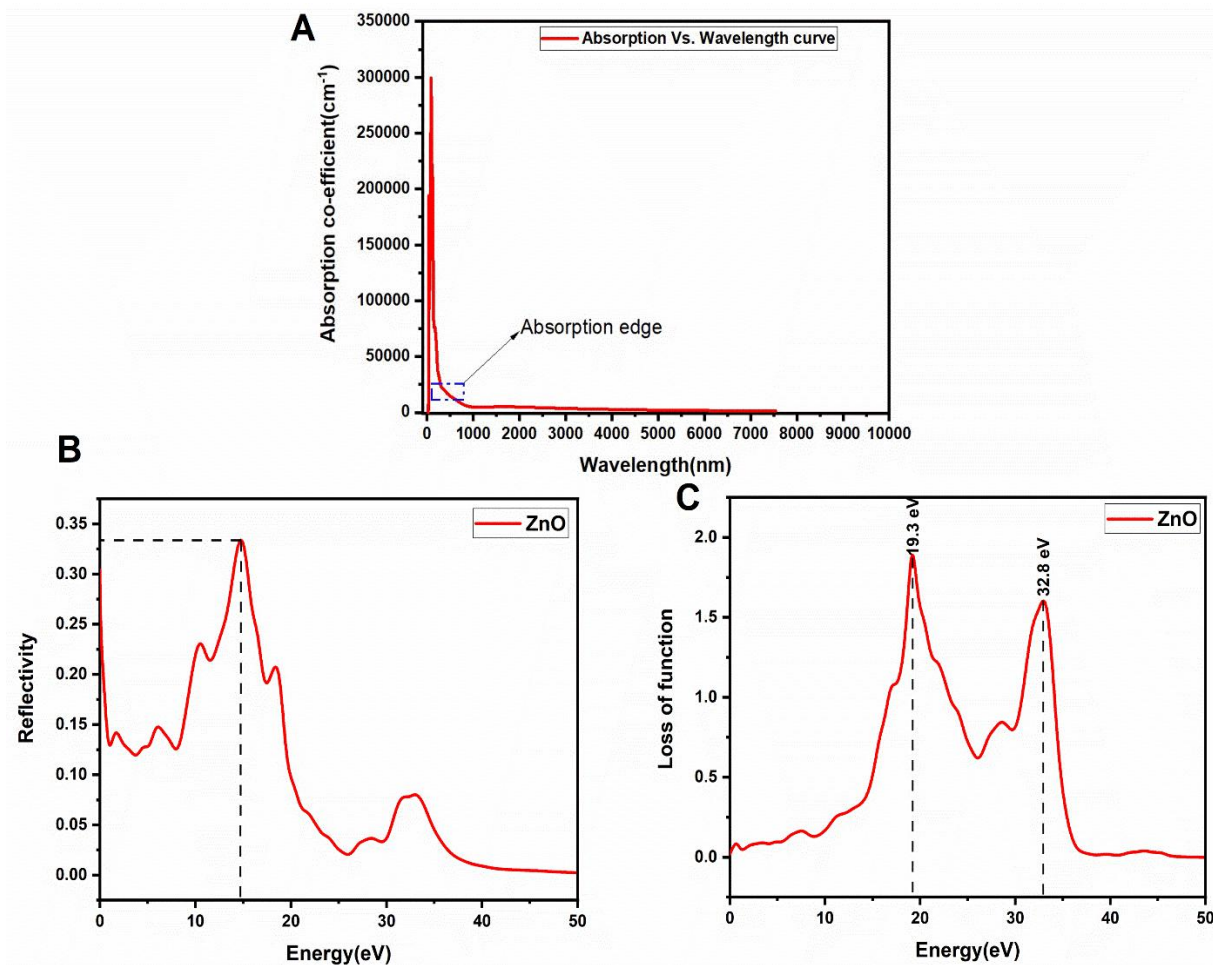 A
350000
300000
250000
200000
150000
100000
50000
0
Absorption co-efficient(cm⁻¹)
Absorption Vs. Wavelength curve
Absorption edge
0 1000 2000 3000 4000 5000 6000 7000 8000 9000 10000
Wavelength(nm)
B
0.35
0.30
0.25
0.20
0.15
0.10
0.05
0.00
Reflectivity
ZnO
0 10 20 30 40 50
Energy(eV)
C
2.0
1.5
1.0
0.5
0.0
Loss of function
19.3 eV
32.8 eV
ZnO
0 10 20 30 40 50
Energy(eV)